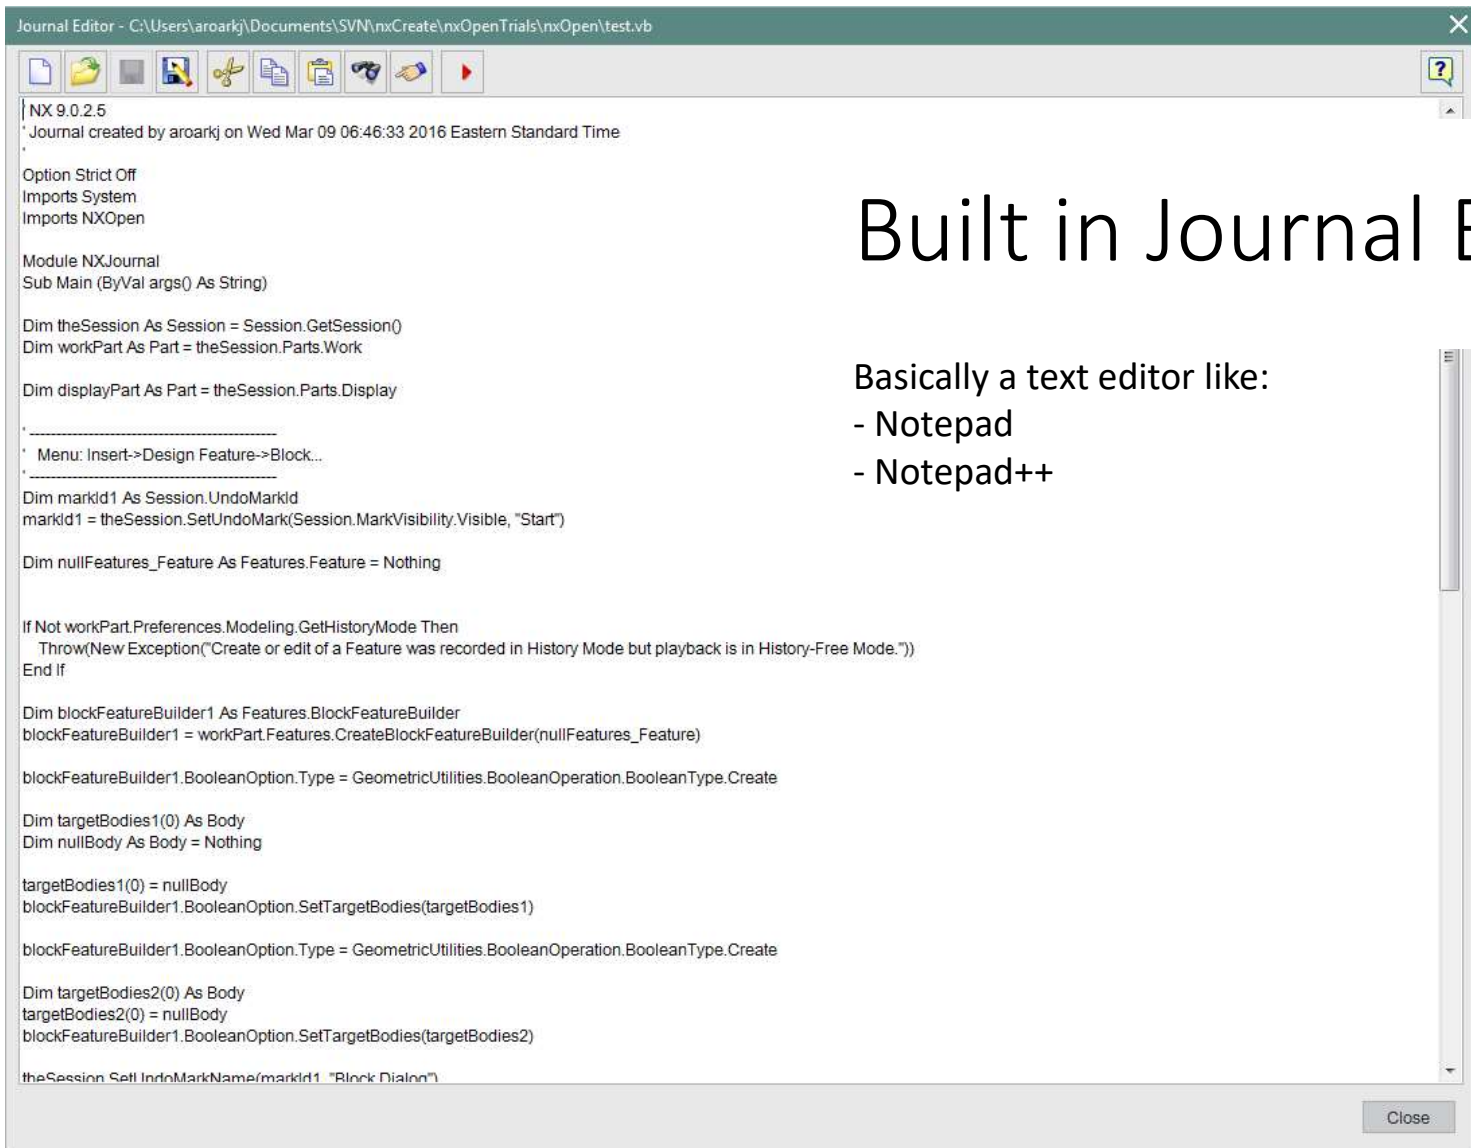 Journal Editor - C:\Users\aroarkj\Documents\SVN\nxCreate\nxOpenTrials\nxOpen\test.vb
' NX 9.0.2.5
' Journal created by aroarkj on Wed Mar 09 06:46:33 2016 Eastern Standard Time
'
Option Strict Off
Imports System
Imports NXOpen
Module NXJournal
Sub Main (ByVal args() As String)
Dim theSession As Session = Session.GetSession()
Dim workPart As Part = theSession.Parts.Work
Dim displayPart As Part = theSession.Parts.Display
' ----------------------------------------------
'   Menu: Insert->Design Feature->Block...
' ----------------------------------------------
Dim markId1 As Session.UndoMarkId
markId1 = theSession.SetUndoMark(Session.MarkVisibility.Visible, "Start")
Dim nullFeatures_Feature As Features.Feature = Nothing
If Not workPart.Preferences.Modeling.GetHistoryMode Then
Throw(New Exception("Create or edit of a Feature was recorded in History Mode but playback is in History-Free Mode."))
End If
Dim blockFeatureBuilder1 As Features.BlockFeatureBuilder
blockFeatureBuilder1 = workPart.Features.CreateBlockFeatureBuilder(nullFeatures_Feature)
blockFeatureBuilder1.BooleanOption.Type = GeometricUtilities.BooleanOperation.BooleanType.Create
Dim targetBodies1(0) As Body
Dim nullBody As Body = Nothing
targetBodies1(0) = nullBody
blockFeatureBuilder1.BooleanOption.SetTargetBodies(targetBodies1)
blockFeatureBuilder1.BooleanOption.Type = GeometricUtilities.BooleanOperation.BooleanType.Create
Dim targetBodies2(0) As Body
targetBodies2(0) = nullBody
blockFeatureBuilder1.BooleanOption.SetTargetBodies(targetBodies2)
theSession.SetUndoMarkName(markId1, "Block Dialog")
Close
Built in Journal
Basically a text editor like:
- Notepad
- Notepad++